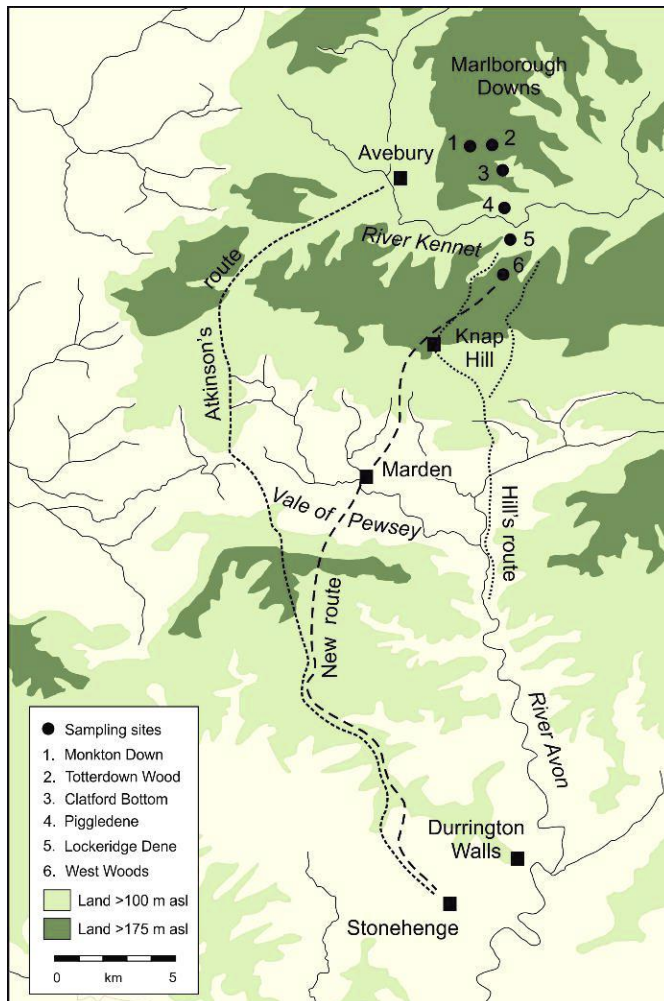 Marlborough
Downs
1
2
Avebury
3
4
River Kennet
5
6
Atkinson's route
Knap
Hill
Marden
Vale of Pewsey
Hill's route
New route
River Avon
Sampling sites
1. Monkton Down
2. Totterdown Wood
3. Clatford Bottom
4. Piggledene
5. Lockeridge Dene
6. West Woods
Land >100 m asl
Land >175 m asl
0 km 5
Durrington
Walls
Stonehenge